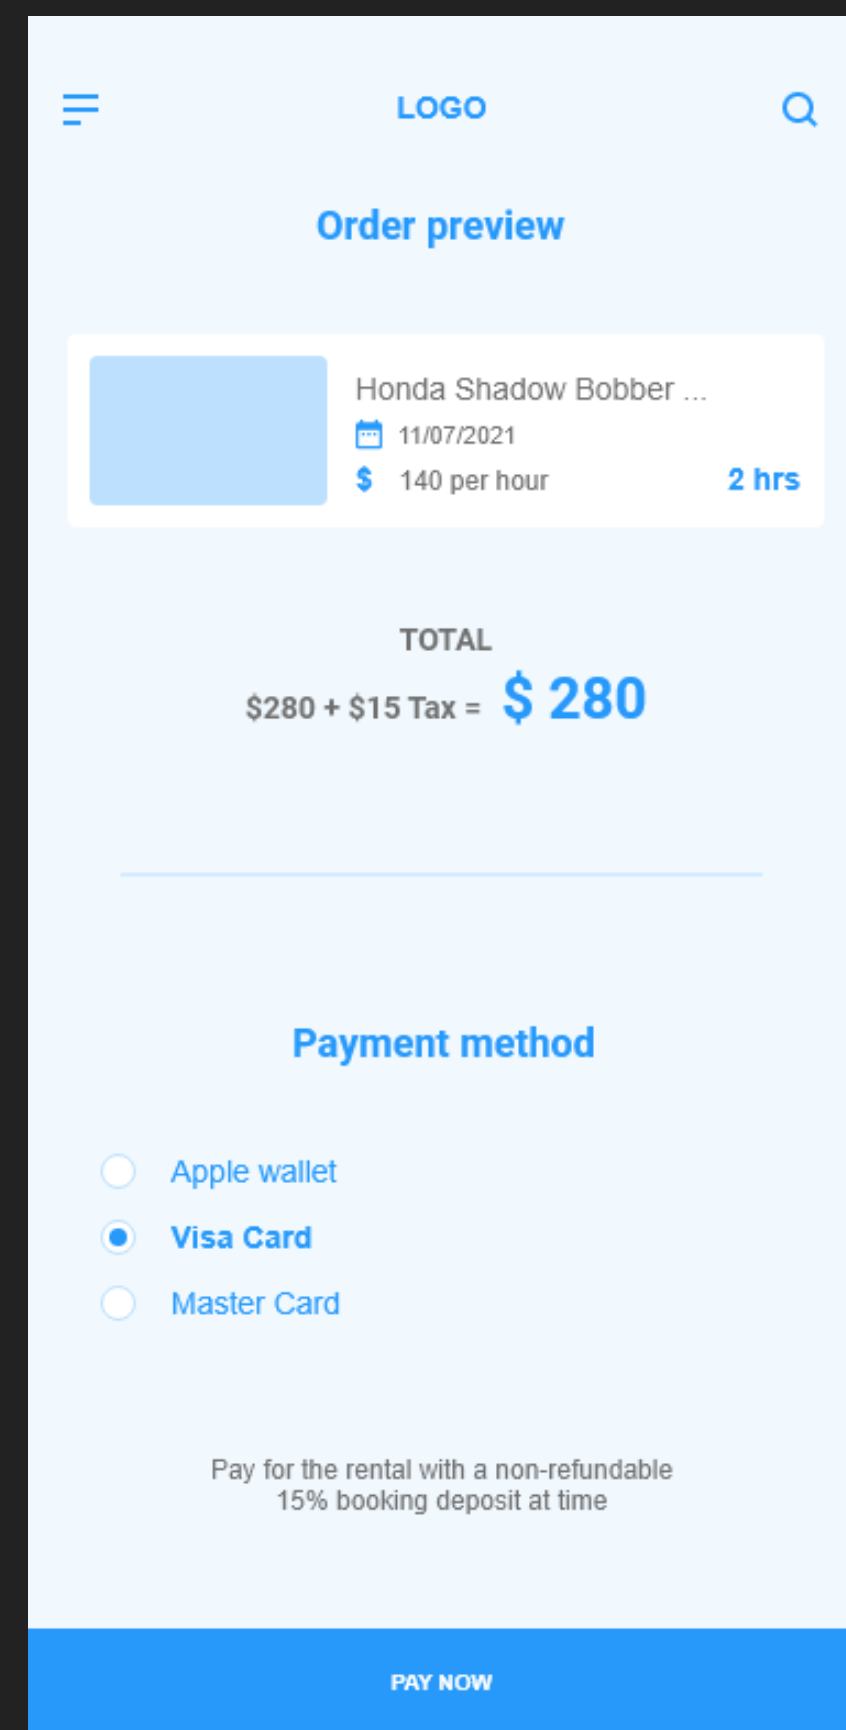 LOGO
Order preview
Honda Shadow Bobber ...
11/07/2021
$ 140 per hour 2 hrs
TOTAL
$280 + $15 Tax = $ 280
Payment method
Apple wallet
Visa Card
Master Card
Pay for the rental with a non-refundable
15% booking deposit at time
PAY NOW